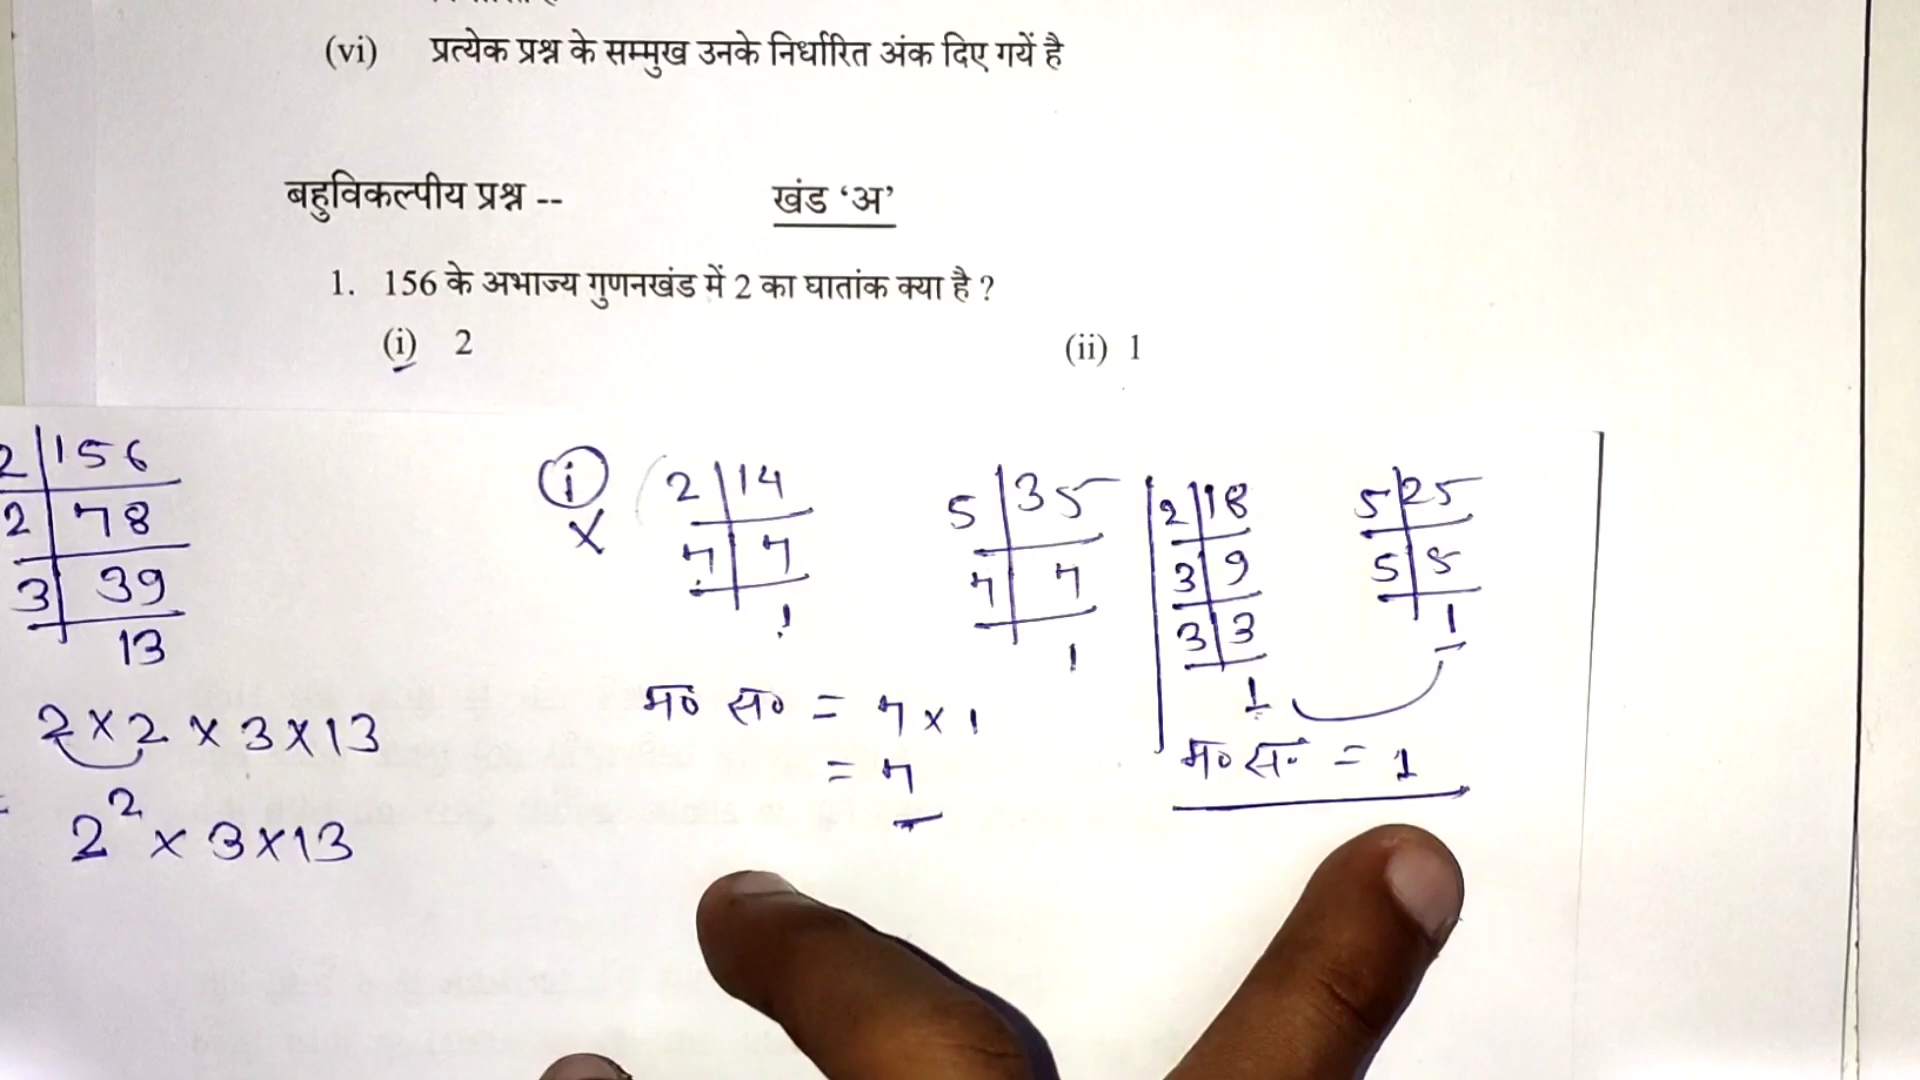 (vi) प्रत्येक प्रश्न के सम्मुख उनके निर्धारित अंक दिए गयें है
बहुविकल्पीय प्रश्न -- खंड ‘अ’
1. 156 के अभाज्य गुणनखंड में 2 का घातांक क्या है ?
(i) 2 (ii) 1
2 156
2 78
3 39
13
2 × 2 × 3 × 13
2² × 3 × 13
(i)
×
2 14
7 7
1
5 35
7 7
1
म० स० = 7 × 1
= 7
2 18
3 9
3 3
1
5 25
5 5
1
म० स० = 1